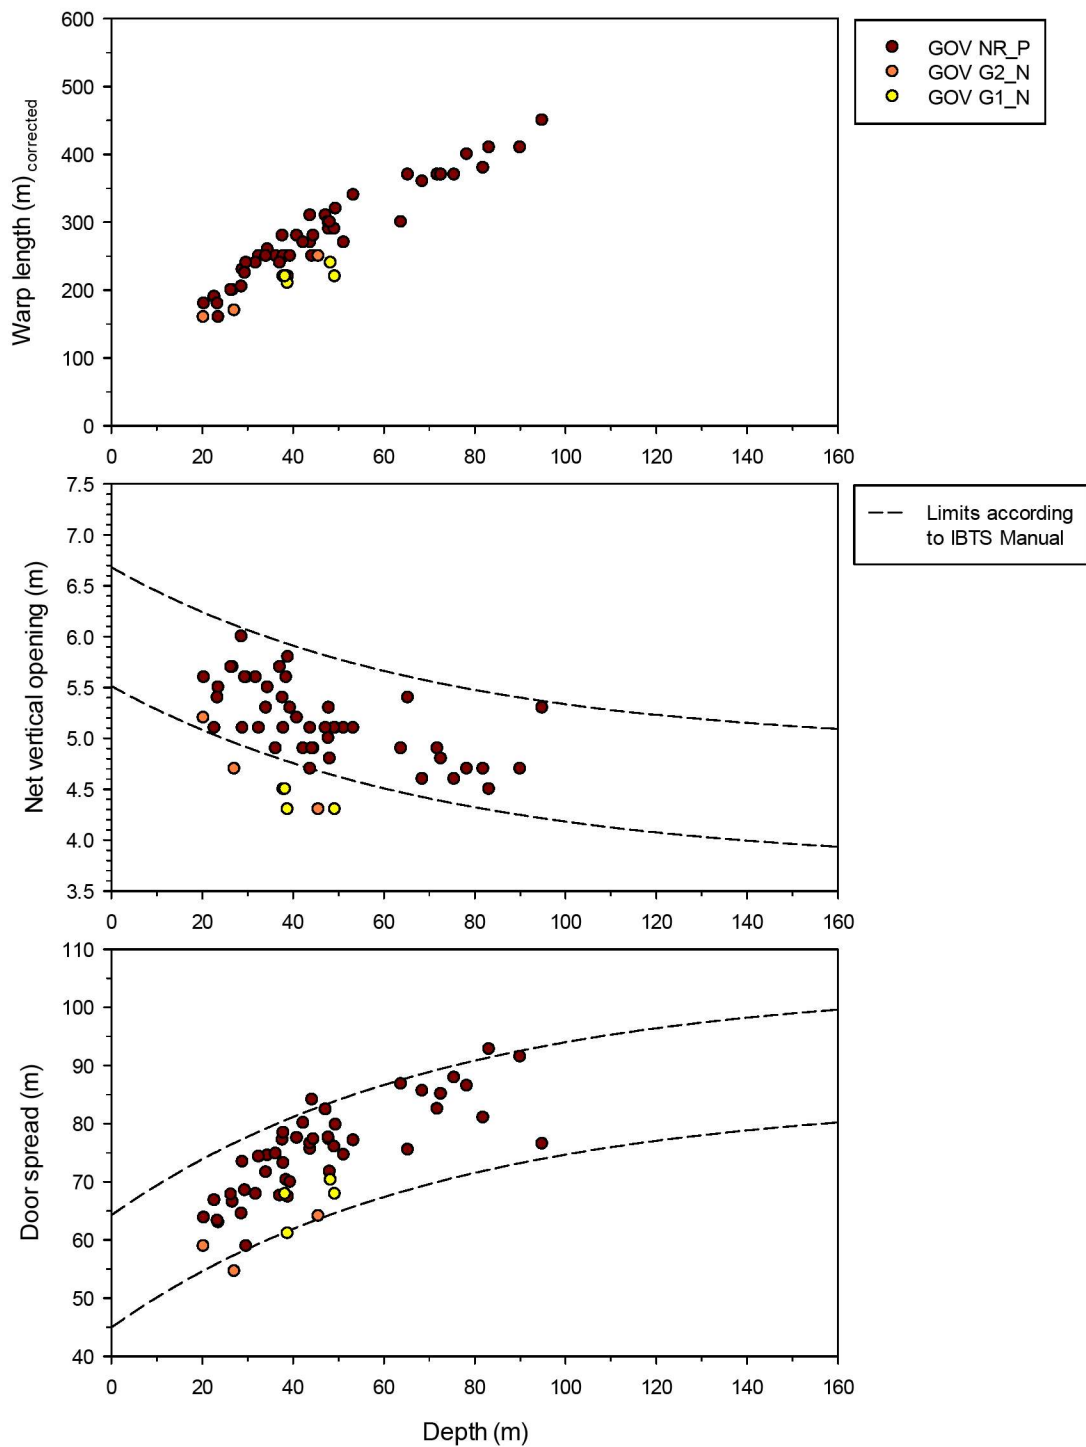 600
500
400
300
200
100
0
Warp length (m) corrected
0 20 40 60 80 100 120 140 160
GOV NR_P
GOV G2_N
GOV G1_N
7.5
7.0
6.5
6.0
5.5
5.0
4.5
4.0
3.5
Net vertical opening (m)
0 20 40 60 80 100 120 140 160
Limits according
to IBTS Manual
110
100
90
80
70
60
50
40
Door spread (m)
0 20 40 60 80 100 120 140 160
Depth (m)